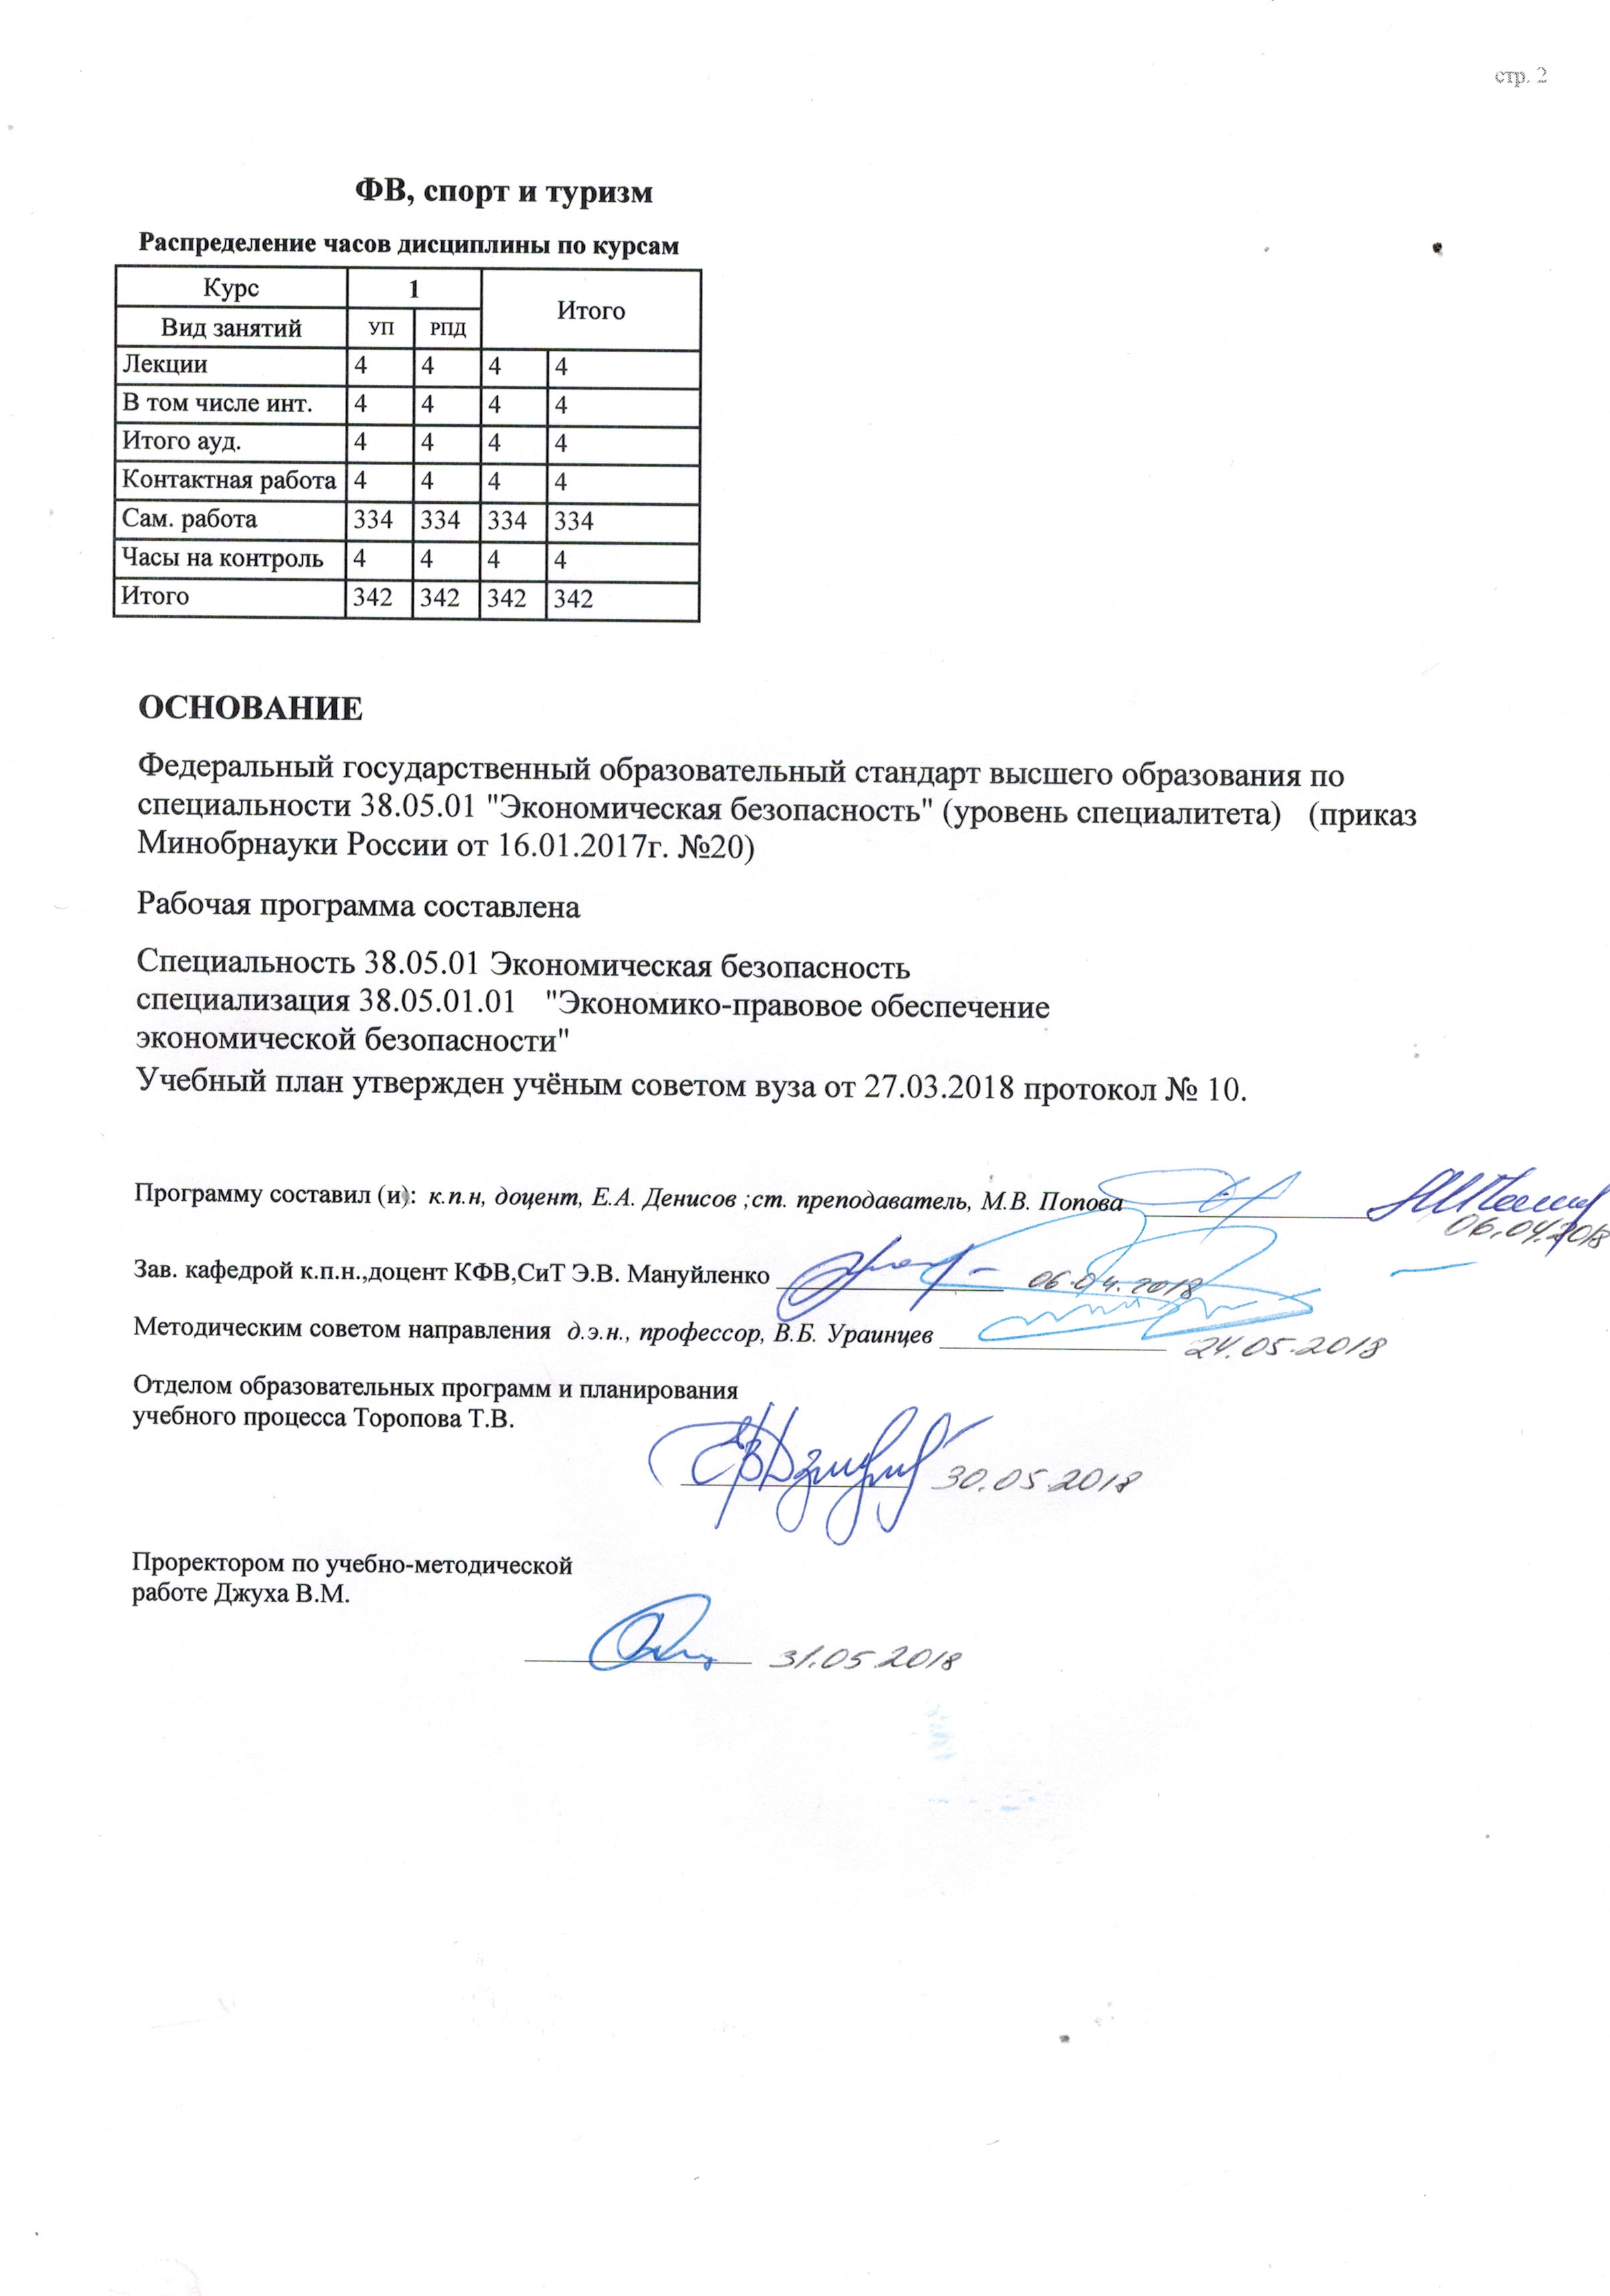 стр. 2
ФВ, спорт и туризм
Распределение часов дисциплины по курсам
Курс 1 Итого
Вид занятий УП РПД
Лекции 4 4 4 4
В том числе инт. 4 4 4 4
Итого ауд. 4 4 4 4
Контактная работа 4 4 4 4
Сам. работа 334 334 334 334
Часы на контроль 4 4 4 4
Итого 342 342 342 342
ОСНОВАНИЕ
Федеральный государственный образовательный стандарт высшего образования по
специальности 38.05.01 "Экономическая безопасность" (уровень специалитета) (приказ
Минобрнауки России от 16.01.2017г. №20)
Рабочая программа составлена
Специальность 38.05.01 Экономическая безопасность
специализация 38.05.01.01 "Экономико-правовое обеспечение
экономической безопасности"
Учебный план утвержден учёным советом вуза от 27.03.2018 протокол № 10.
Программу составил (и): к.п.н, доцент, Е.А. Денисов ;ст. преподаватель, М.В. Попова
06.04.2018
Зав. кафедрой к.п.н.,доцент КФВ,СиТ Э.В. Мануйленко 06.04.2018
Методическим советом направления д.э.н., профессор, В.Б. Ураинцев 24.05.2018
Отделом образовательных программ и планирования
учебного процесса Торопова Т.В.
30.05.2018
Проректором по учебно-методической
работе Джуха В.М.
31.05.2018